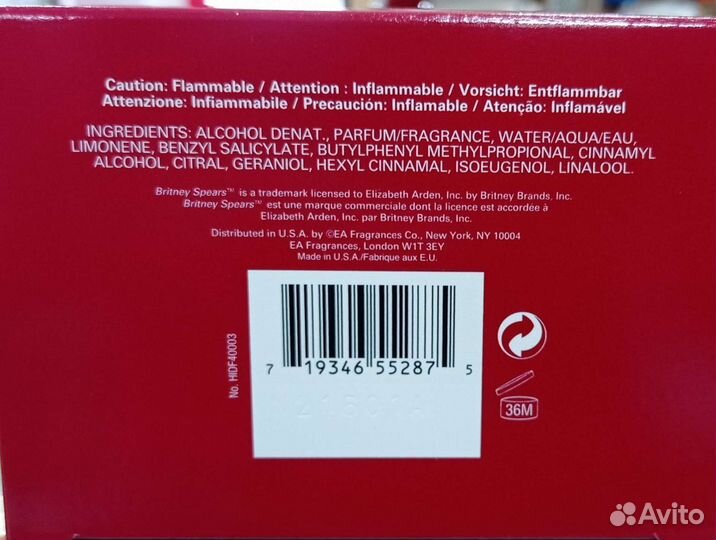 Caution: Flammable / Attention : Inflammable / Vorsicht: Entflammbar
Attenzione: Infiammabile / Precaución: Inflamable / Atenção: Inflamável
INGREDIENTS: ALCOHOL DENAT., PARFUM/FRAGRANCE, WATER/AQUA/EAU,
LIMONENE, BENZYL SALICYLATE, BUTYLPHENYL METHYLPROPIONAL, CINNAMYL
ALCOHOL, CITRAL, GERANIOL, HEXYL CINNAMAL, ISOEUGENOL, LINALOOL.
Britney Spears™ is a trademark licensed to Elizabeth Arden, Inc. by Britney Brands, Inc.
Britney Spears™ est une marque commerciale dont la licence est accordée à
Elizabeth Arden, Inc. par Britney Brands, Inc.
Distributed in U.S.A. by ©EA Fragrances Co., New York, NY 10004
EA Fragrances, London W1T 3EY
Made in U.S.A./Fabrique aux E.U.
No. HIDF40003
7 19346 55287 5
36M
Avito